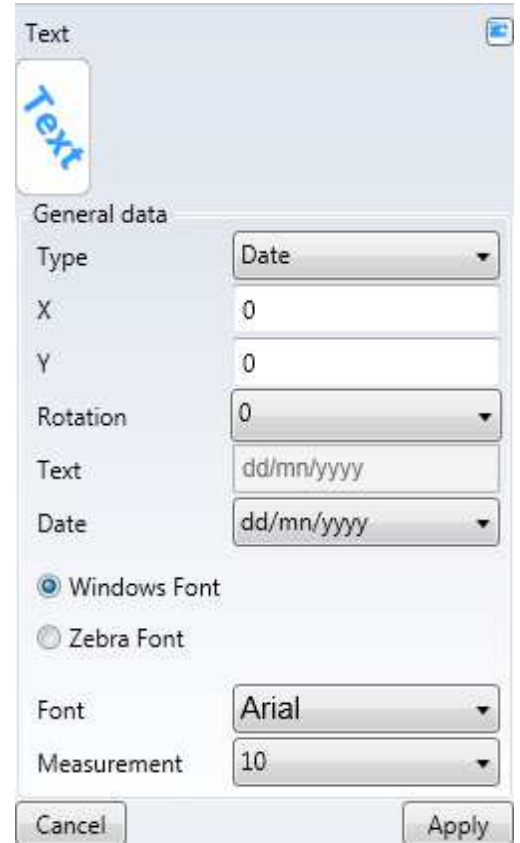 Text
Text
General data
Type Date
X 0
Y 0
Rotation 0
Text dd/mn/yyyy
Date dd/mn/yyyy
Windows Font
Zebra Font
Font Arial
Measurement 10
Cancel Apply